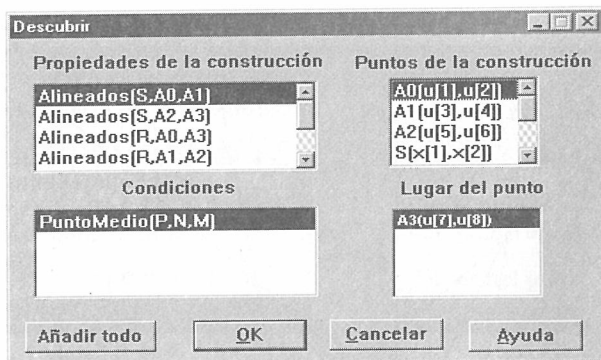 Descubrir
Propiedades de la construcción
Alineados(S,A0,A1)
Alineados(S,A2,A3)
Alineados(R,A0,A3)
Alineados(R,A1,A2)
Puntos de la construcción
A0(u[1],u[2])
A1(u[3],u[4])
A2(u[5],u[6])
S(x[1],x[2])
Condiciones
PuntoMedio(P,N,M)
Lugar del punto
A3(u[7],u[8])
Añadir todo
OK
Cancelar
Ayuda